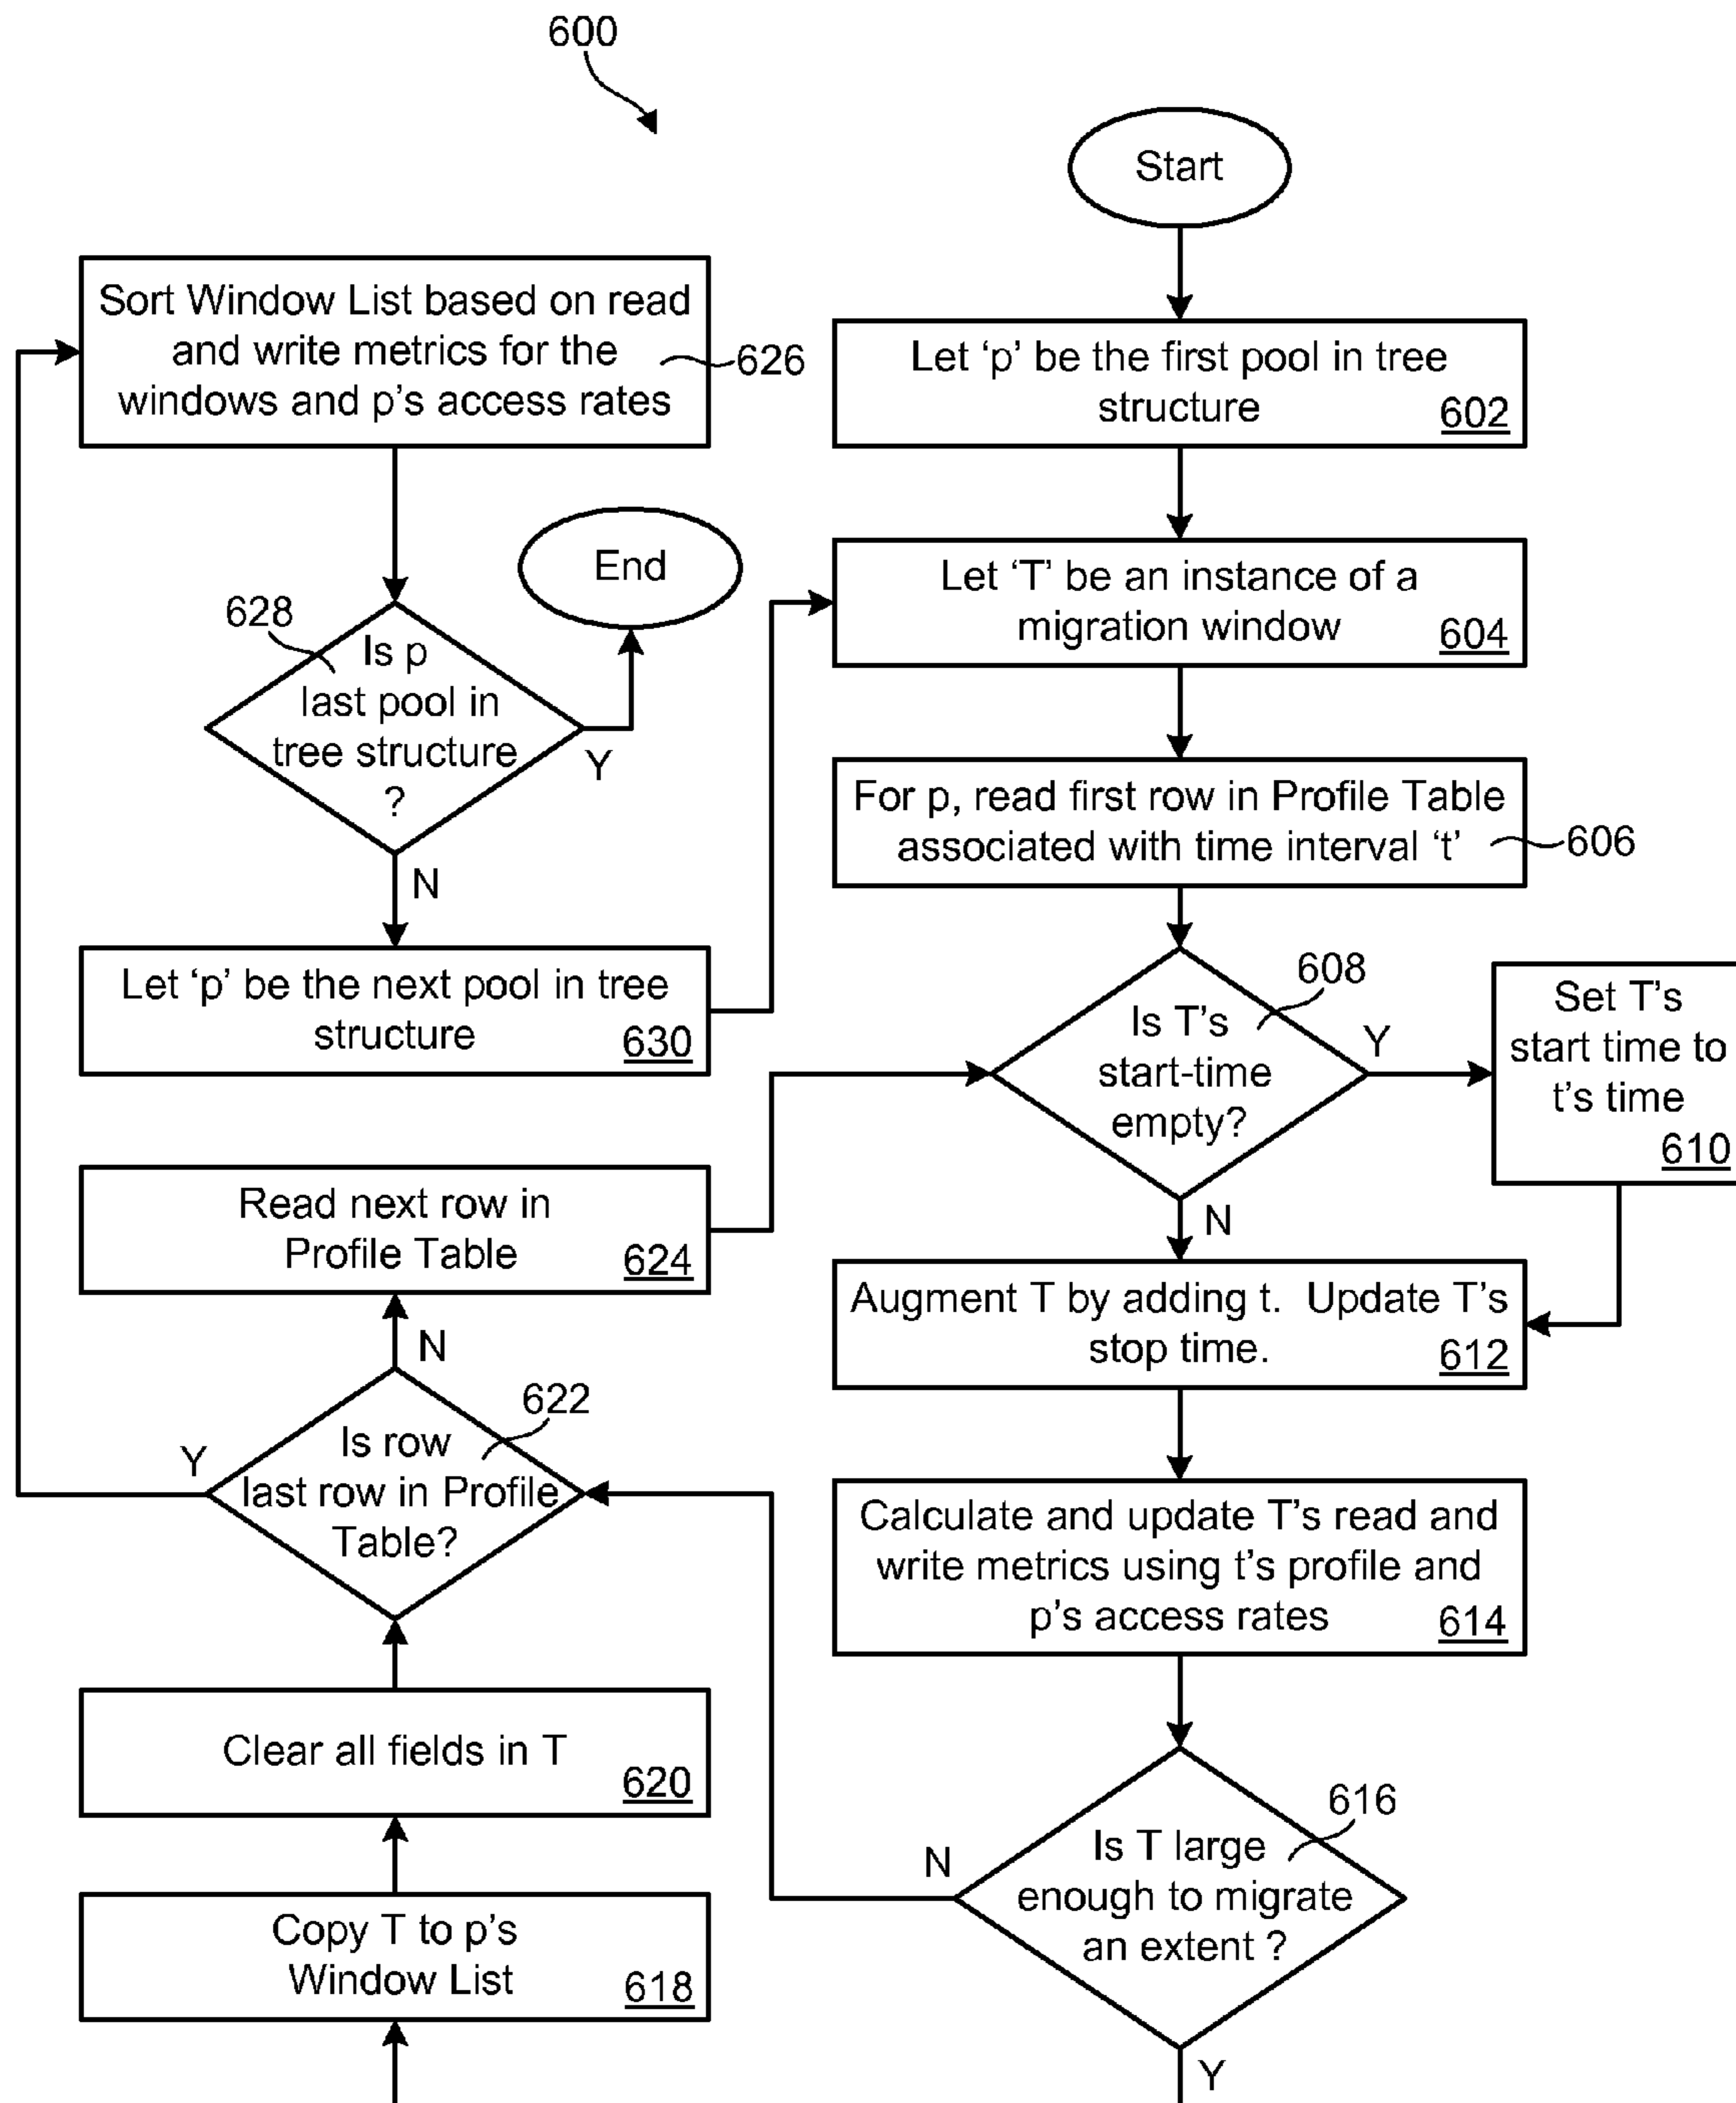 600
Start
Let ‘p’ be the first pool in tree
structure
602
Let ‘T’ be an instance of a
migration window
604
For p, read first row in Profile Table
associated with time interval ‘t’
606
608
Is T’s
start-time
empty?
Y
N
Set T’s
start time to
t’s time
610
Augment T by adding t.  Update T’s
stop time.
612
Calculate and update T’s read and
write metrics using t’s profile and
p’s access rates
614
616
Is T large
enough to migrate
an extent ?
N
Y
Copy T to p’s
Window List
618
Clear all fields in T
620
622
Is row
last row in Profile
Table?
Y
N
Read next row in
Profile Table
624
Sort Window List based on read
and write metrics for the
windows and p’s access rates
626
628
Is p
last pool in
tree structure
?
Y
N
End
Let ‘p’ be the next pool in tree
structure
630